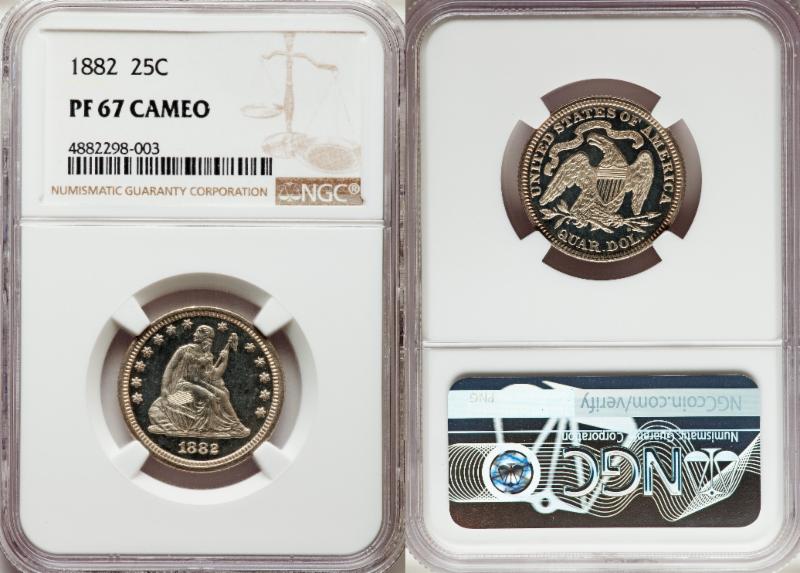 1882 25C
PF 67 CAMEO
4882298-003
NUMISMATIC GUARANTY CORPORATION NGC®
1882
UNITED STATES OF AMERICA
QUAR. DOL.
PNG
NGCcoin.com/verify
Numismatic Guaranty
Corporation
NGC